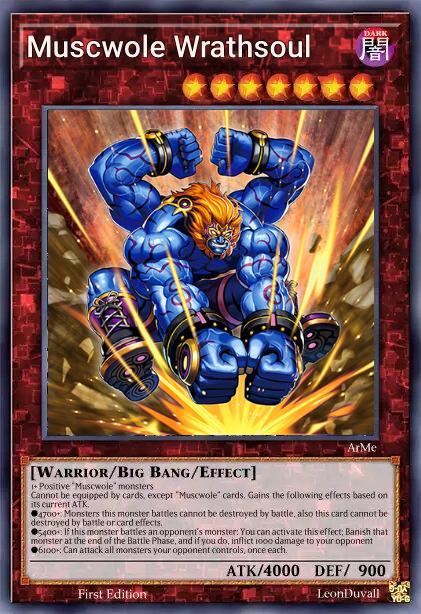 Muscwole Wrathsoul
DARK
闇
ArMe
[Warrior/Big Bang/Effect]
1+ Positive "Muscwole" monsters
Cannot be equipped by cards, except "Muscwole" cards. Gains the following effects based on
its current ATK.
●4700+: Monsters this monster battles cannot be destroyed by battle, also this card cannot be
destroyed by battle or card effects.
●5400+: If this monster battles an opponent's monster: You can activate this effect; Banish that
monster at the end of the Battle Phase, and if you do, inflict 1000 damage to your opponent
●6100+: Can attack all monsters your opponent controls, once each.
ATK/4000 DEF/ 900
First Edition LeonDuvall